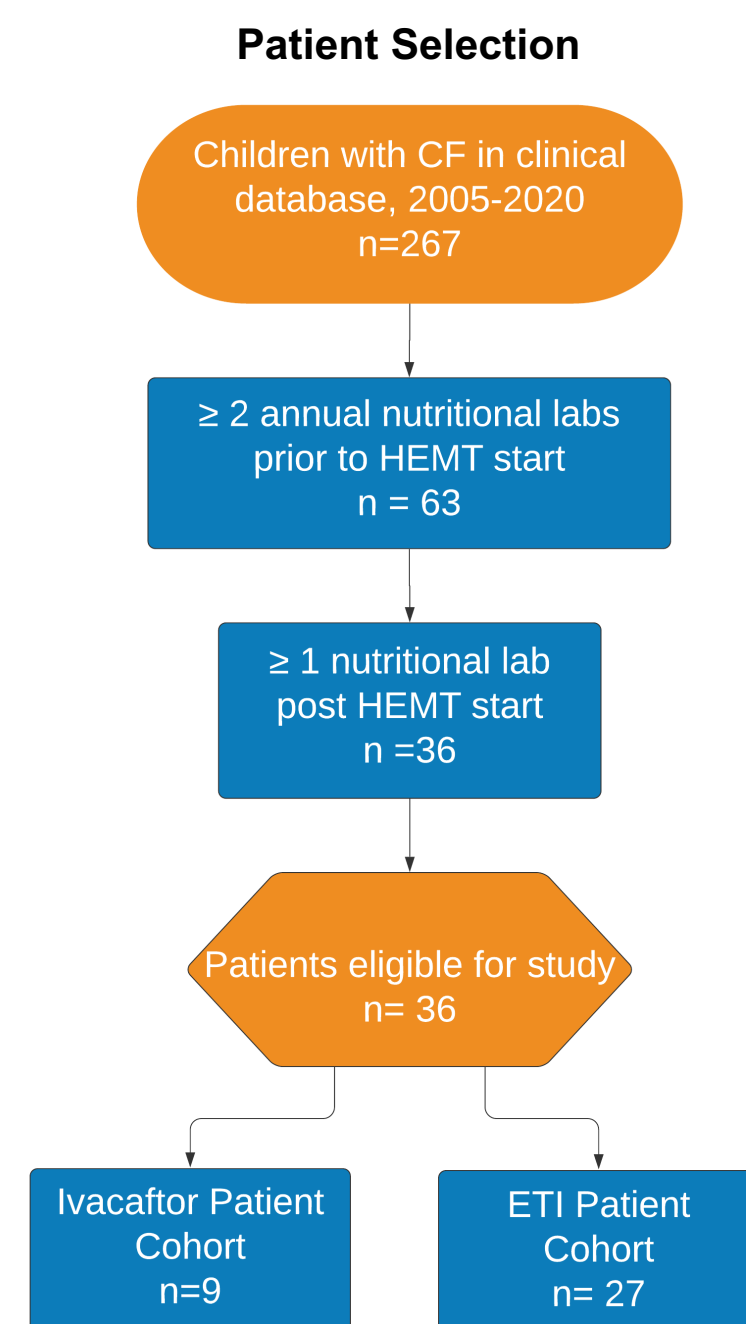 Patient Selection
Children with CF in clinical
database, 2005-2020
n=267
≥ 2 annual nutritional labs
prior to HEMT start
n = 63
≥ 1 nutritional lab
post HEMT start
n =36
Patients eligible for study
n= 36
Ivacaftor Patient
Cohort
n=9
ETI Patient
Cohort
n= 27